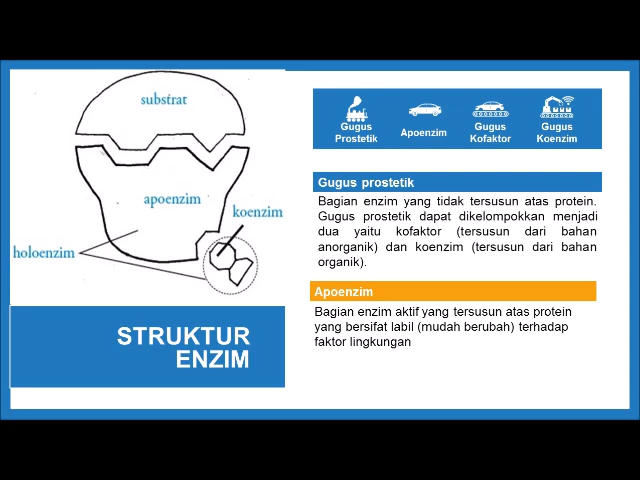 substrat
apoenzim
koenzim
holoenzim
STRUKTUR
ENZIM
Gugus
Prostetik
Apoenzim
Gugus
Kofaktor
Gugus
Koenzim
Gugus prostetik
Bagian enzim yang tidak tersusun atas protein.
Gugus prostetik dapat dikelompokkan menjadi
dua yaitu kofaktor (tersusun dari bahan
anorganik) dan koenzim (tersusun dari bahan
organik).
Apoenzim
Bagian enzim aktif yang tersusun atas protein
yang bersifat labil (mudah berubah) terhadap
faktor lingkungan